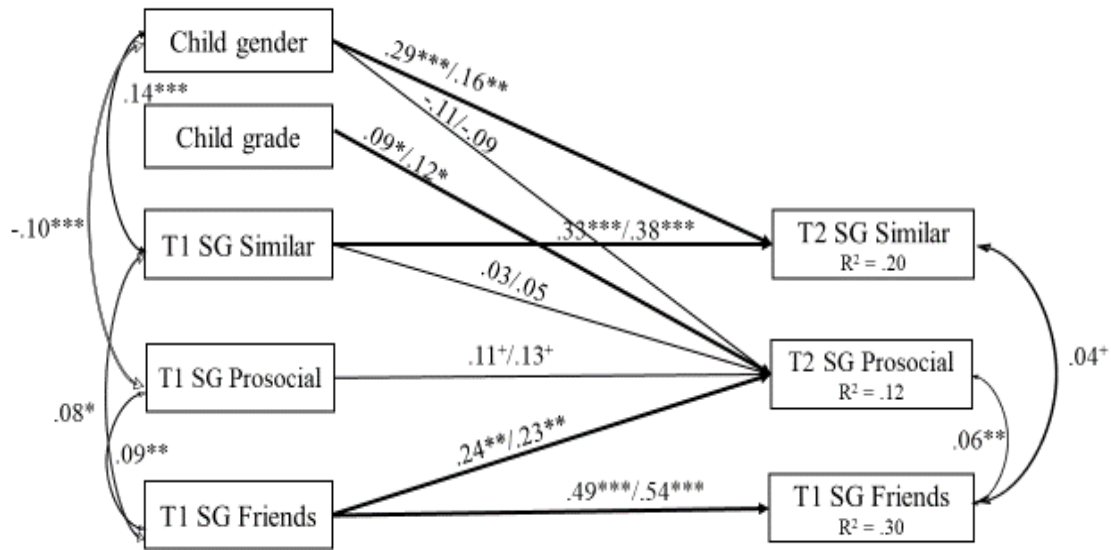 Child gender
.29***/.16**
.14***
-.11/-.09
Child grade
.09*/.12*
-.10***
T1 SG Similar
.33***/.38***
T2 SG Similar
R² = .20
.03/.05
T1 SG Prosocial
.11⁺/.13⁺
T2 SG Prosocial
R² = .12
.04⁺
.08*
.09**
.24**/.23**
.06**
T1 SG Friends
.49***/.54***
T1 SG Friends
R² = .30